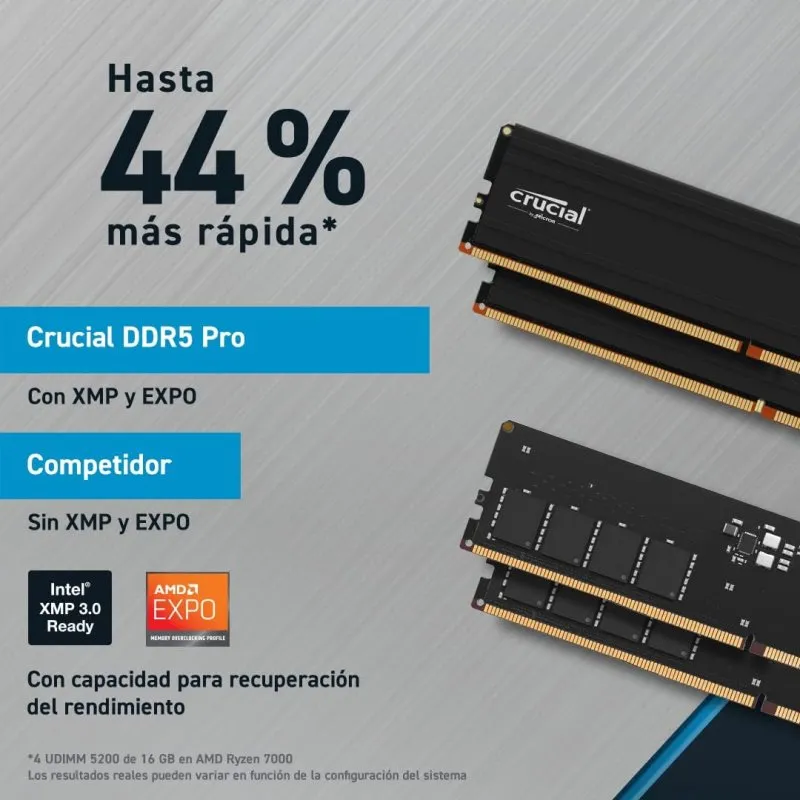 Hasta
44 %
más rápida*
crucial
by Micron
Crucial DDR5 Pro
Con XMP y EXPO
Competidor
Sin XMP y EXPO
Intel®
XMP 3.0
Ready
AMD
EXPO
MEMORY OVERCLOCKING PROFILE
Con capacidad para recuperación
del rendimiento
*4 UDIMM 5200 de 16 GB en AMD Ryzen 7000
Los resultados reales pueden variar en función de la configuración del sistema